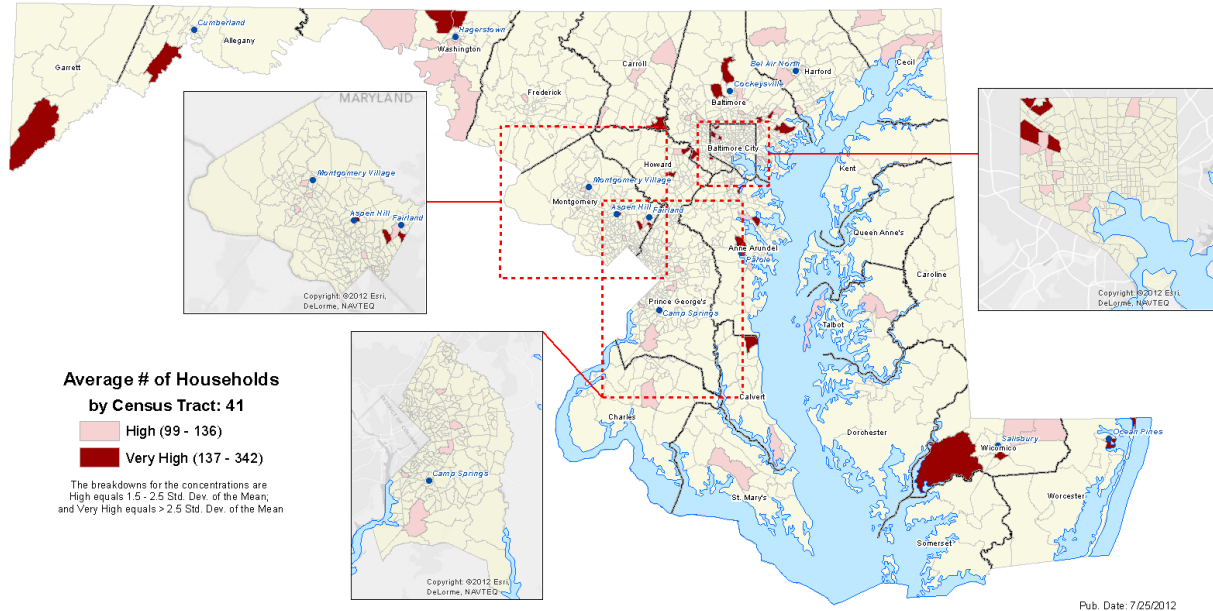 Cumberland
Allegany
Garrett
Hagerstown
Washington
Frederick
Carroll
Bel Air North
Harford
Cecil
Cockeysville
Baltimore
Baltimore City
Howard
Kent
MARYLAND
Montgomery Village
Aspen Hill
Fairland
Copyright: ©2012 Esri,
DeLorme, NAVTEQ
Montgomery Village
Montgomery
Aspen Hill
Fairland
Anne Arundel
Parole
Queen Anne's
Caroline
Copyright: ©2012 Esri,
DeLorme, NAVTEQ
Prince George's
Camp Springs
Talbot
Average # of Households
by Census Tract: 41
High (99 - 136)
Very High (137 - 342)
The breakdowns for the concentrations are
High equals 1.5 - 2.5 Std. Dev. of the Mean;
and Very High equals > 2.5 Std. Dev. of the Mean
Camp Springs
Copyright: ©2012 Esri,
DeLorme, NAVTEQ
Charles
Calvert
St. Mary's
Dorchester
Salisbury
Wicomico
Ocean Pines
Worcester
Somerset
Pub. Date: 7/25/2012